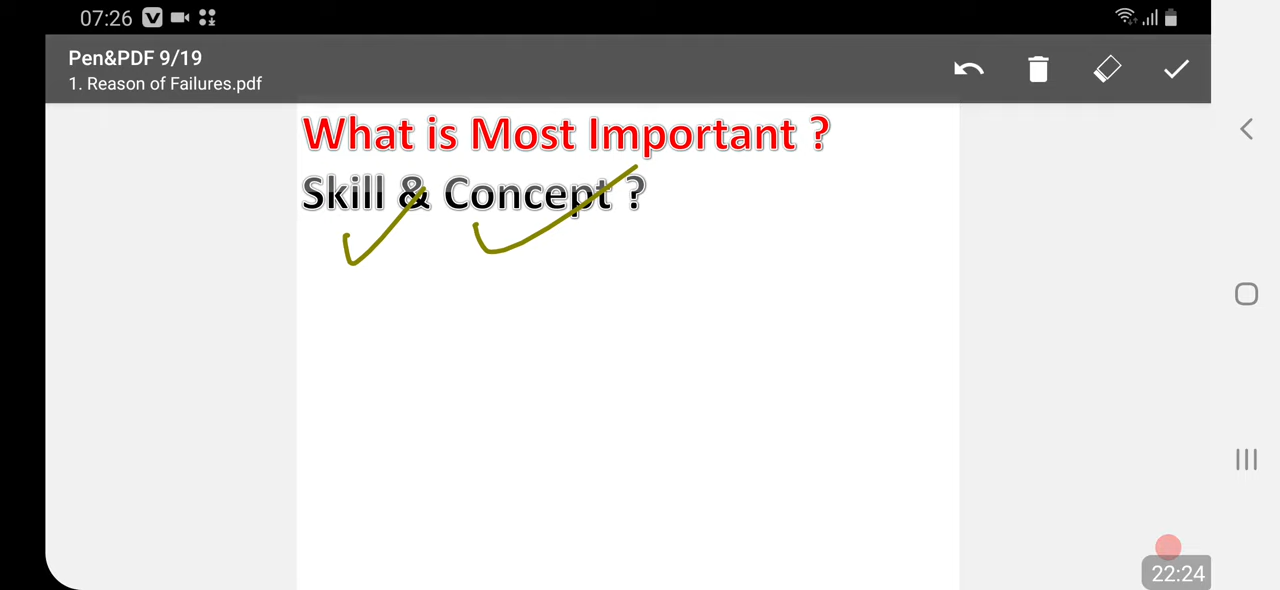 07:26
Pen&PDF 9/19
1. Reason of Failures.pdf
What is Most Important ?
Skill & Concept ?
22:24